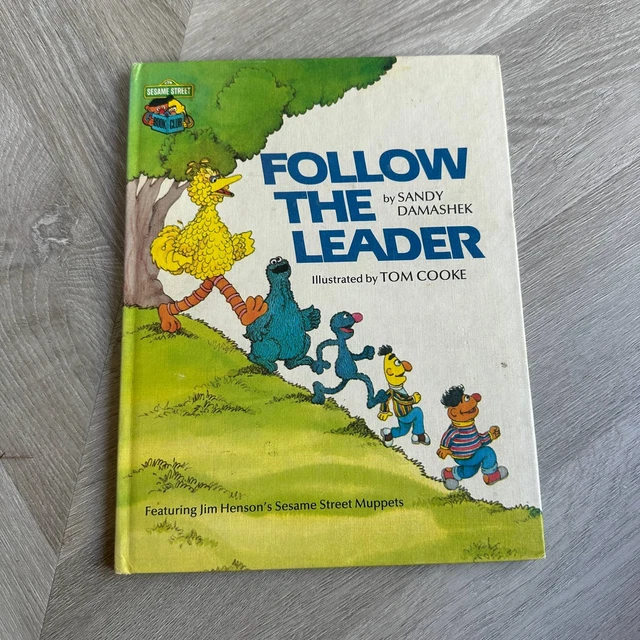 SESAME STREET
BOOK CLUB
FOLLOW
THE
by SANDY
DAMASHEK
LEADER
Illustrated by TOM COOKE
Featuring Jim Henson's Sesame Street Muppets